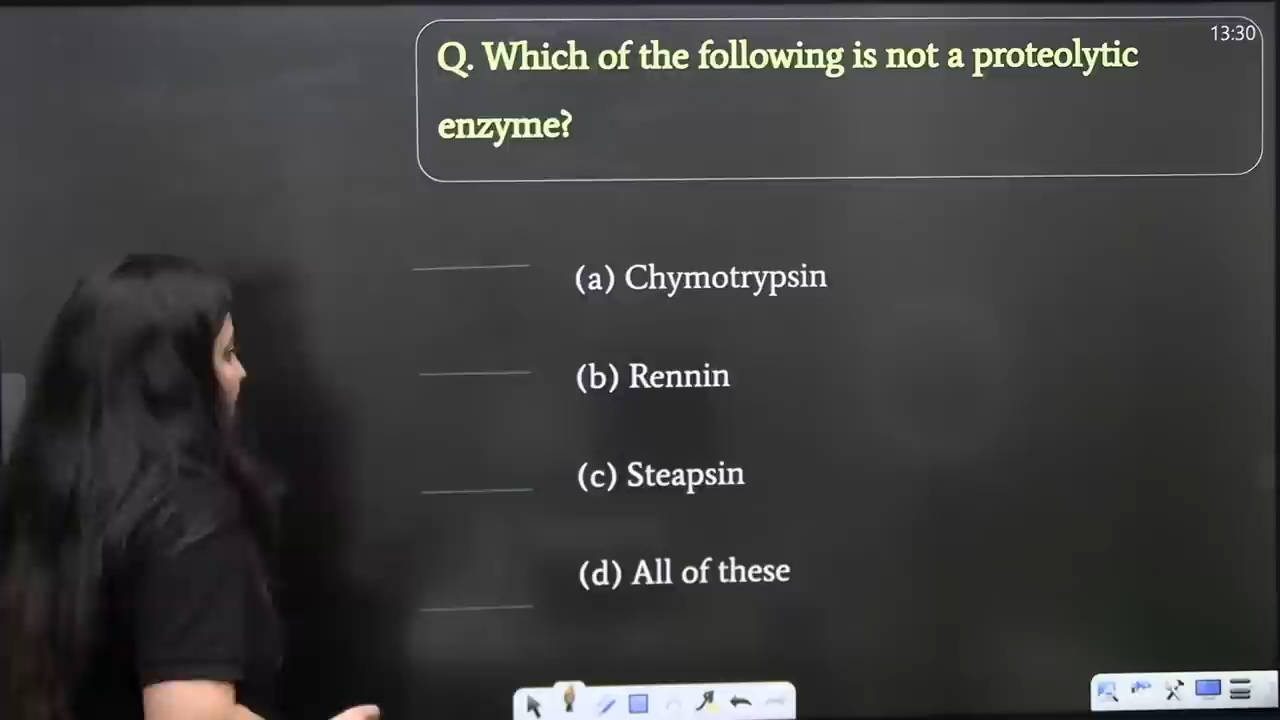 13:30
Q. Which of the following is not a proteolytic
enzyme?
(a) Chymotrypsin
(b) Rennin
(c) Steapsin
(d) All of these